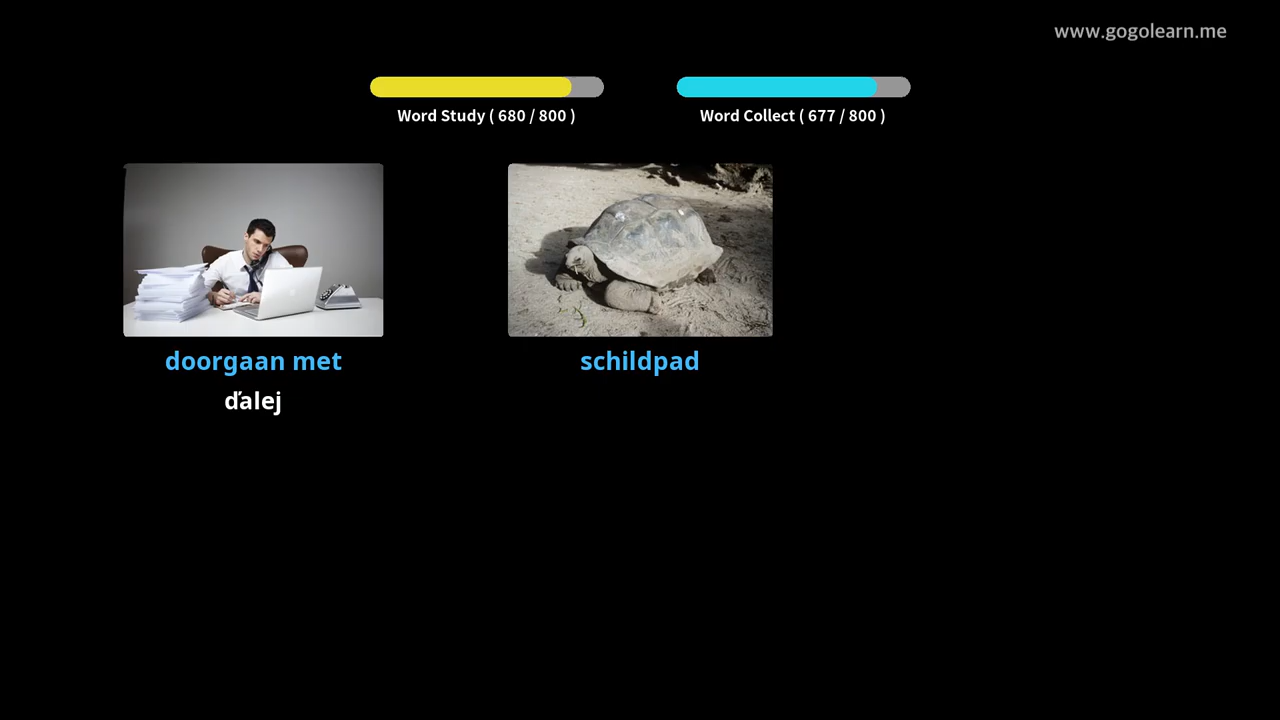 www.gogolearn.me
Word Study ( 680 / 800 )
Word Collect ( 677 / 800 )
doorgaan met
ďalej
schildpad